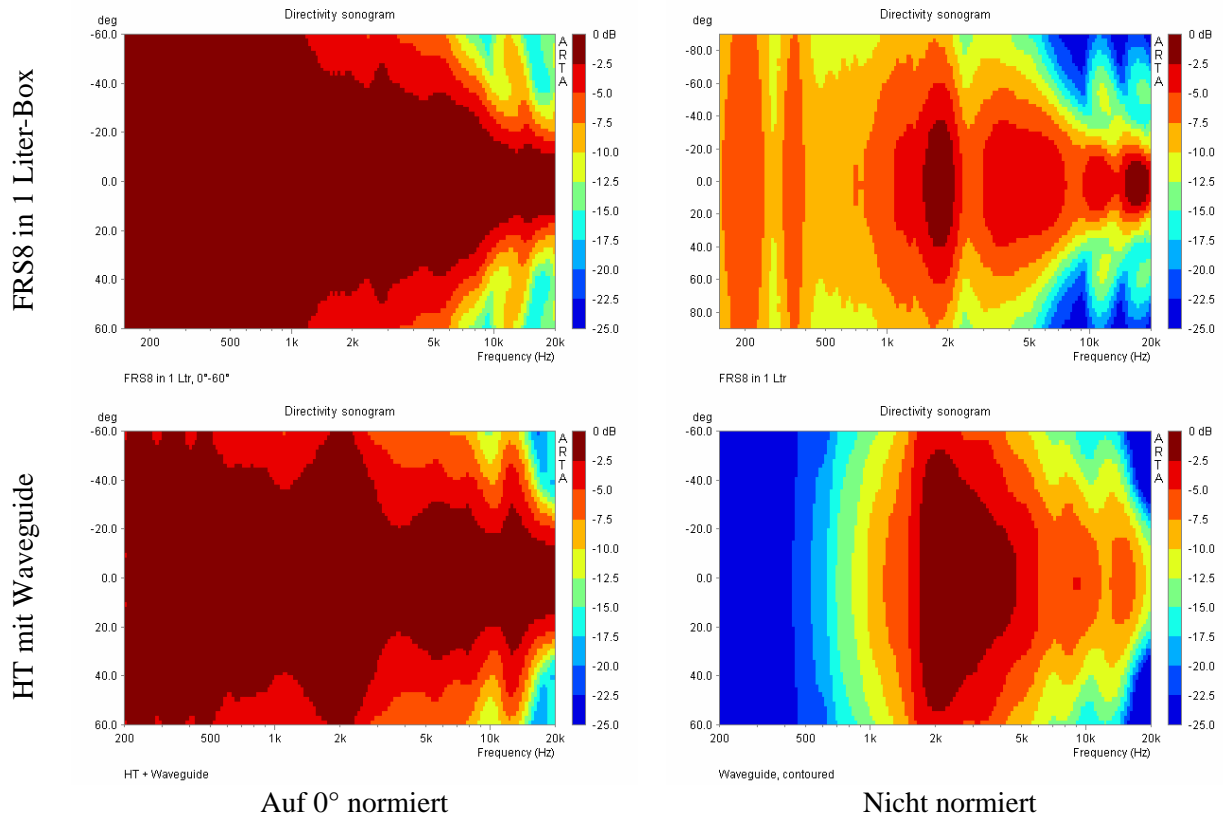 FRS8 in 1 Liter-Box
Directivity sonogram
deg
-60.0
-40.0
-20.0
0.0
20.0
40.0
60.0
200 500 1k 2k 5k 10k 20k
Frequency (Hz)
A
R
T
A
0 dB
-2.5
-5.0
-7.5
-10.0
-12.5
-15.0
-17.5
-20.0
-22.5
-25.0
FRS8 in 1 Ltr, 0°-60°
Directivity sonogram
deg
-80.0
-60.0
-40.0
-20.0
0.0
20.0
40.0
60.0
80.0
200 500 1k 2k 5k 10k 20k
Frequency (Hz)
A
R
T
A
0 dB
-2.5
-5.0
-7.5
-10.0
-12.5
-15.0
-17.5
-20.0
-22.5
-25.0
FRS8 in 1 Ltr
HT mit Waveguide
Directivity sonogram
deg
-60.0
-40.0
-20.0
0.0
20.0
40.0
60.0
200 500 1k 2k 5k 10k 20k
Frequency (Hz)
A
R
T
A
0 dB
-2.5
-5.0
-7.5
-10.0
-12.5
-15.0
-17.5
-20.0
-22.5
-25.0
HT + Waveguide
Directivity sonogram
deg
-60.0
-40.0
-20.0
0.0
20.0
40.0
60.0
200 500 1k 2k 5k 10k 20k
Frequency (Hz)
A
R
T
A
0 dB
-2.5
-5.0
-7.5
-10.0
-12.5
-15.0
-17.5
-20.0
-22.5
-25.0
Waveguide, contoured
Auf 0° normiert
Nicht normiert